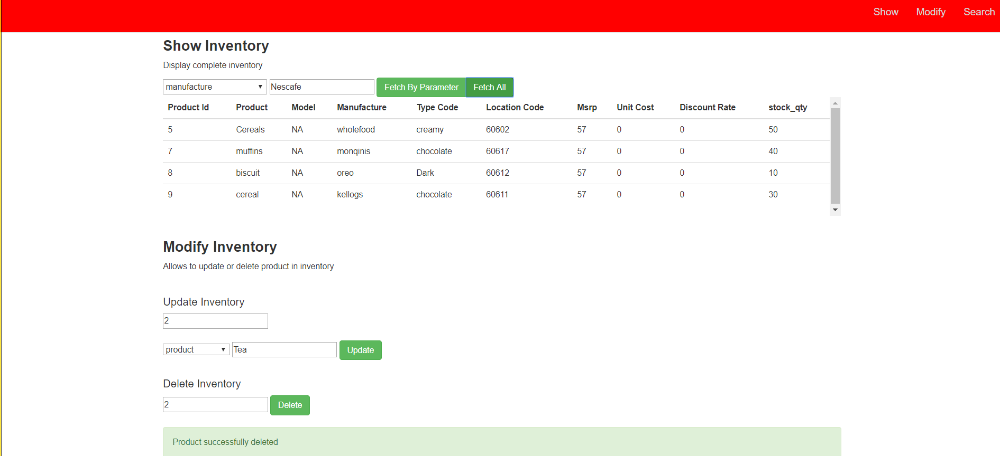 Show Modify Search
Show Inventory
Display complete inventory
manufacture Nescafe Fetch By Parameter Fetch All
Product Id Product Model Manufacture Type Code Location Code Msrp Unit Cost Discount Rate stock_qty
5 Cereals NA wholefood creamy 60602 57 0 0 50
7 muffins NA monqinis chocolate 60617 57 0 0 40
8 biscuit NA oreo Dark 60612 57 0 0 10
9 cereal NA kellogs chocolate 60611 57 0 0 30
Modify Inventory
Allows to update or delete product in inventory
Update Inventory
2
product Tea Update
Delete Inventory
2 Delete
Product successfully deleted